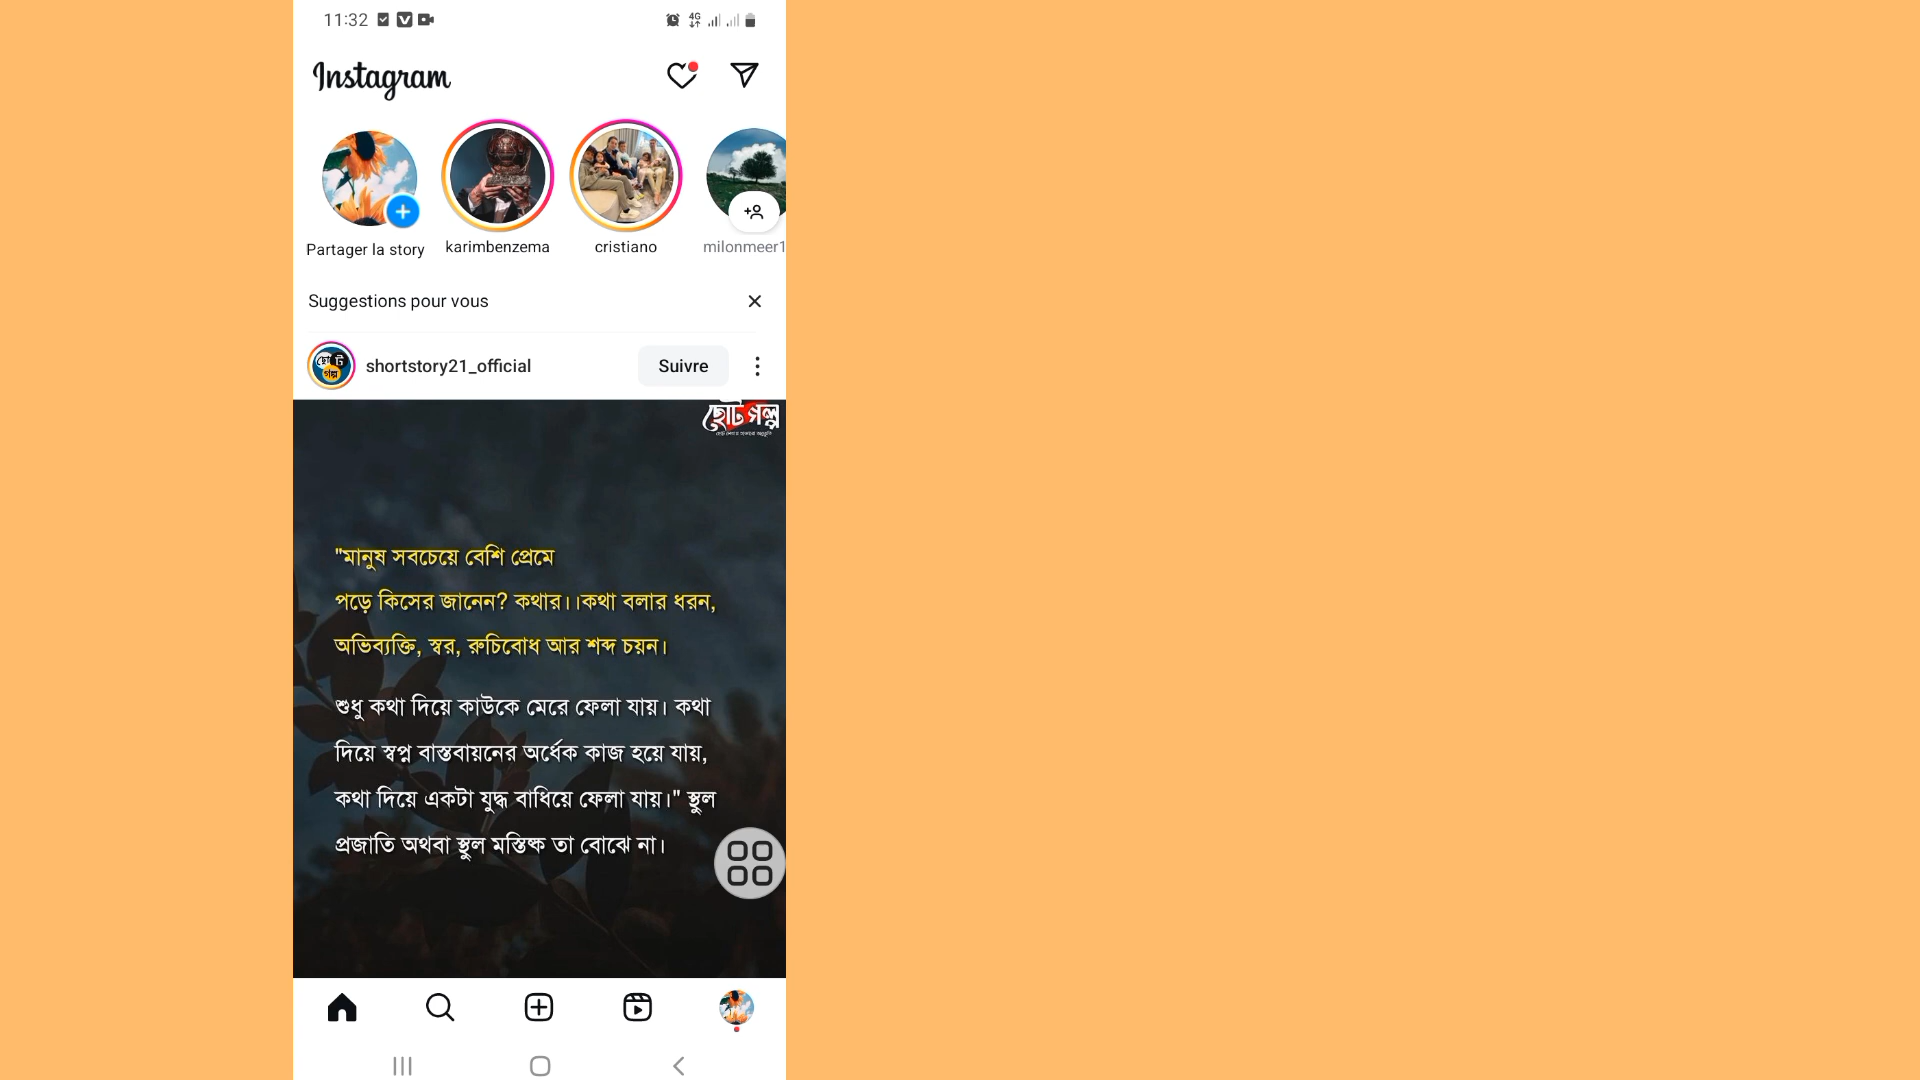 11:32
4G
Instagram
Partager la story
karimbenzema
cristiano
milonmeer1
Suggestions pour vous
shortstory21_official
Suivre
ছোট গল্প
"মানুষ সবচেয়ে বেশি প্রেমে
পড়ে কিসের জানেন? কথার।।কথা বলার ধরন,
অভিব্যক্তি, স্বর, রুচিবোধ আর শব্দ চয়ন।
শুধু কথা দিয়ে কাউকে মেরে ফেলা যায়। কথা
দিয়ে স্বপ্ন বাস্তবায়নের অর্ধেক কাজ হয়ে যায়,
কথা দিয়ে একটা যুদ্ধ বাধিয়ে ফেলা যায়।" স্থুল
প্রজাতি অথবা স্থুল মস্তিষ্ক তা বোঝে না।